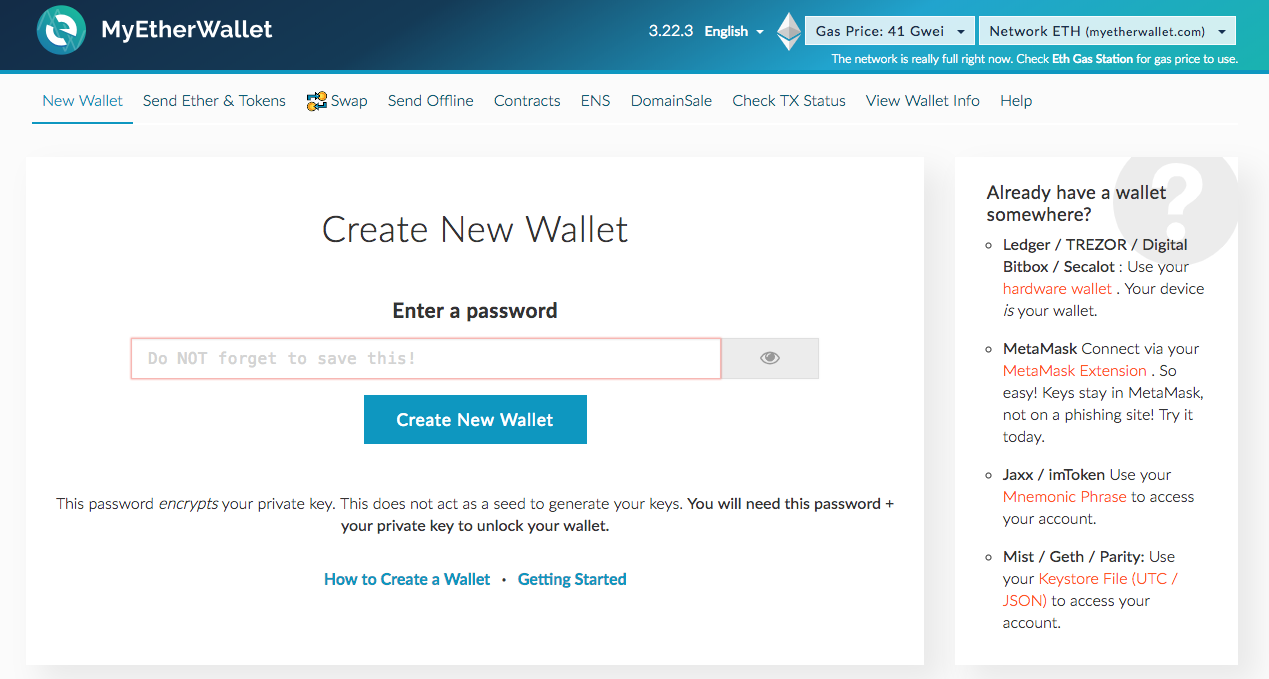 MyEtherWallet
3.22.3 English
Gas Price: 41 Gwei
Network ETH (myetherwallet.com)
The network is really full right now. Check Eth Gas Station for gas price to use.
New Wallet Send Ether & Tokens Swap Send Offline Contracts ENS DomainSale Check TX Status View Wallet Info Help
Create New Wallet
Enter a password
Do NOT forget to save this!
Create New Wallet
This password encrypts your private key. This does not act as a seed to generate your keys. You will need this password +
your private key to unlock your wallet.
How to Create a Wallet · Getting Started
Already have a wallet
somewhere?
Ledger / TREZOR / Digital
Bitbox / Secalot : Use your
hardware wallet . Your device
is your wallet.
MetaMask Connect via your
MetaMask Extension . So
easy! Keys stay in MetaMask,
not on a phishing site! Try it
today.
Jaxx / imToken Use your
Mnemonic Phrase to access
your account.
Mist / Geth / Parity: Use
your Keystore File (UTC /
JSON) to access your
account.